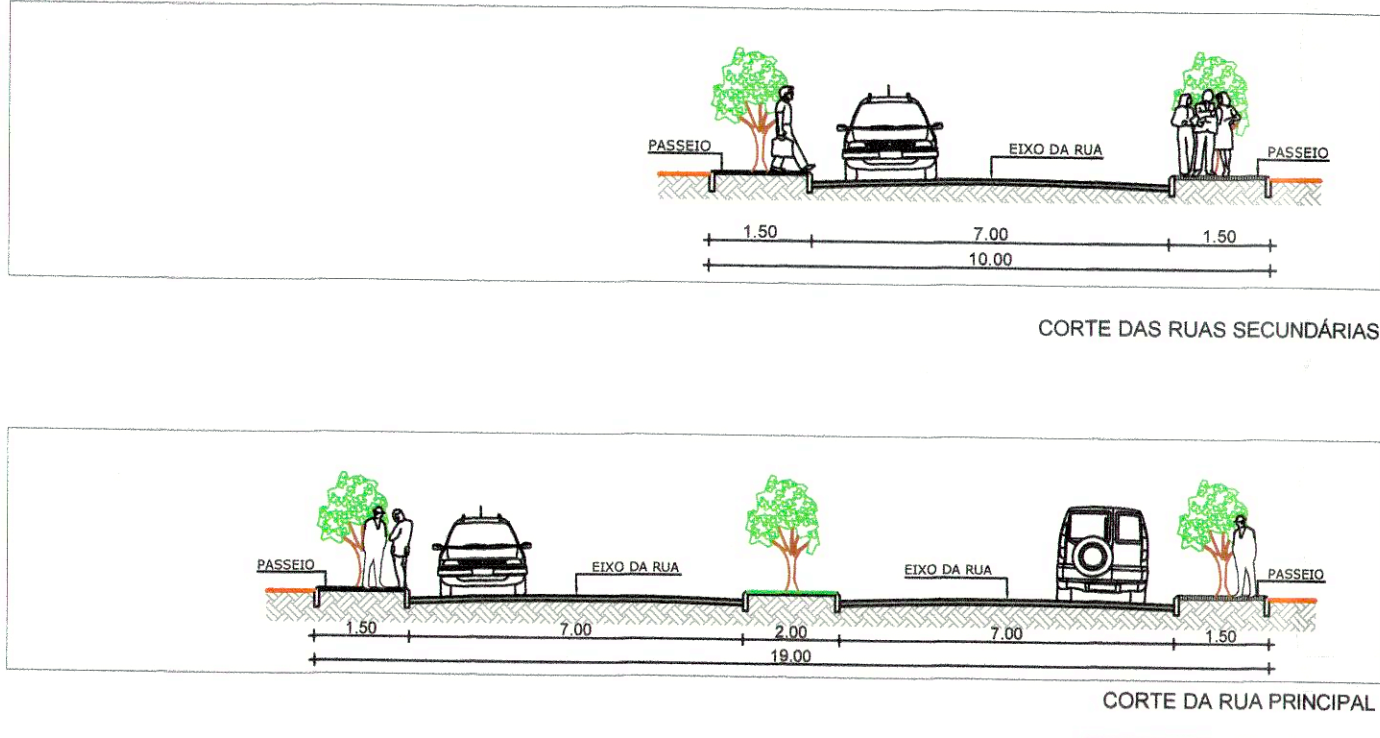 PASSEIO
EIXO DA RUA
PASSEIO
1.50 7.00 1.50
10.00
CORTE DAS RUAS SECUNDÁRIAS
PASSEIO
EIXO DA RUA
EIXO DA RUA
PASSEIO
1.50 7.00 2.00 7.00 1.50
19.00
CORTE DA RUA PRINCIPAL